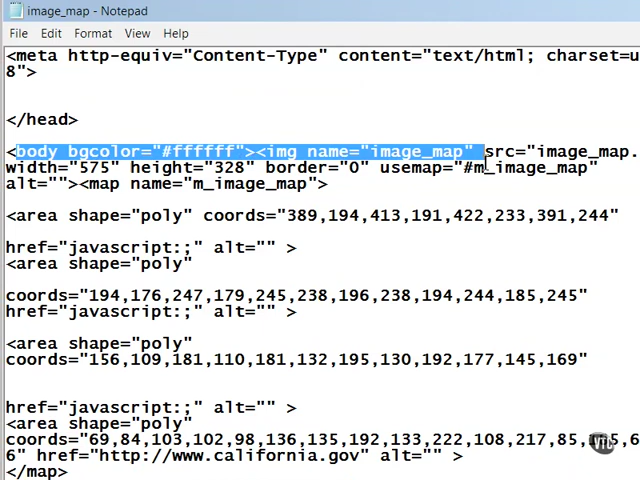 image_map - Notepad
File Edit Format View Help
<meta http-equiv="Content-Type" content="text/html; charset=u
8">
</head>
<body bgcolor="#ffffff"><img name="image_map" src="image_map.
width="575" height="328" border="0" usemap="#m_image_map"
alt=""><map name="m_image_map">
<area shape="poly" coords="389,194,413,191,422,233,391,244"
href="javascript:;" alt="" >
<area shape="poly"
coords="194,176,247,179,245,238,196,238,194,244,185,245"
href="javascript:;" alt="" >
<area shape="poly"
coords="156,109,181,110,181,132,195,130,192,177,145,169"
href="javascript:;" alt="" >
<area shape="poly"
coords="69,84,103,102,98,136,135,192,133,222,108,217,85,
6" href="http://www.california.gov" alt="" >
</map>